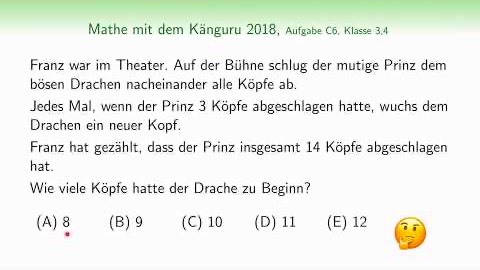 Mathe mit dem Känguru 2018, Aufgabe C6, Klasse 3,4
Franz war im Theater. Auf der Bühne schlug der mutige Prinz dem
bösen Drachen nacheinander alle Köpfe ab.
Jedes Mal, wenn der Prinz 3 Köpfe abgeschlagen hatte, wuchs dem
Drachen ein neuer Kopf.
Franz hat gezählt, dass der Prinz insgesamt 14 Köpfe abgeschlagen
hat.
Wie viele Köpfe hatte der Drache zu Beginn?
(A) 8 (B) 9 (C) 10 (D) 11 (E) 12